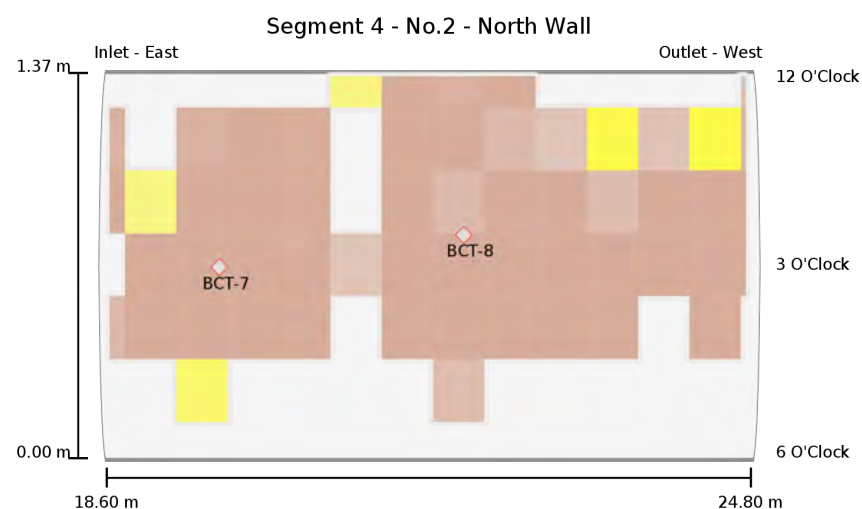 Segment 4 - No.2 - North Wall
Inlet - East
Outlet - West
1.37 m
12 O'Clock
BCT-8
3 O'Clock
BCT-7
0.00 m
6 O'Clock
18.60 m
24.80 m